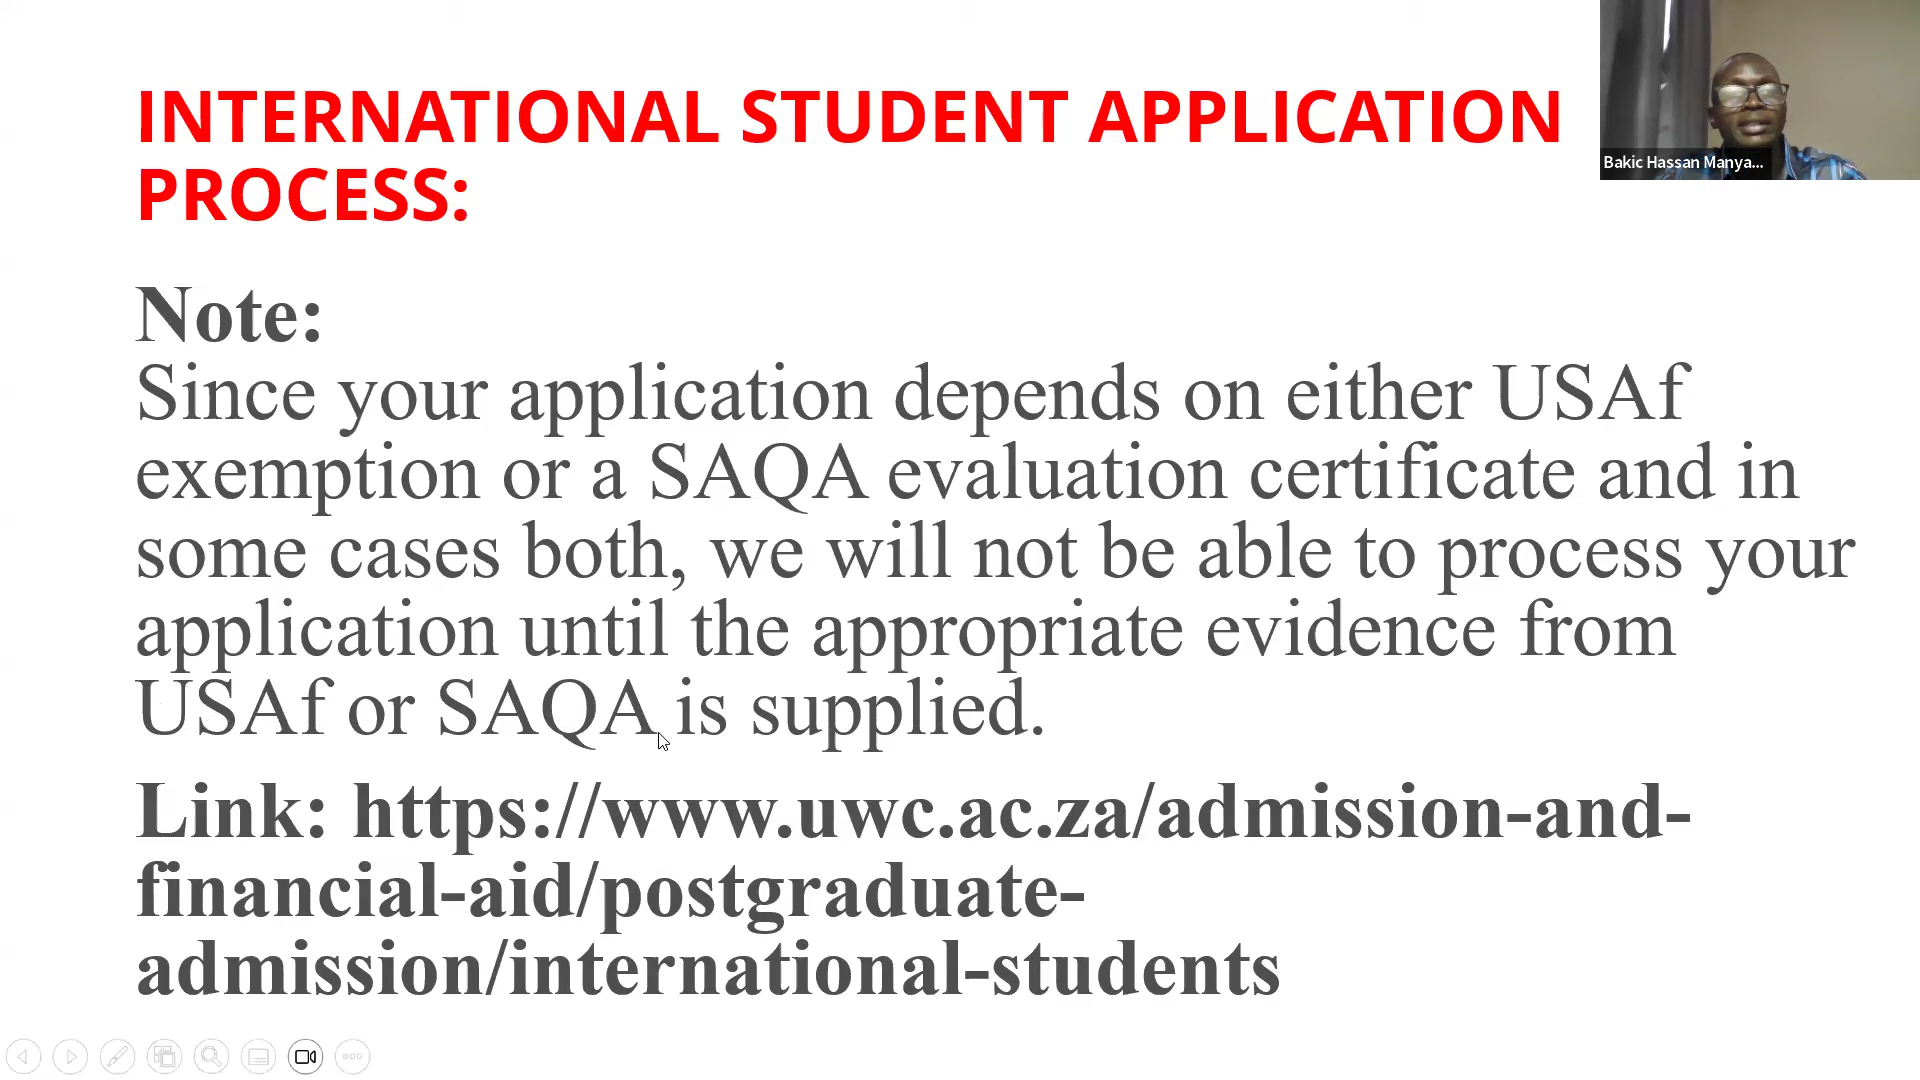 INTERNATIONAL STUDENT APPLICATION
PROCESS:
Bakic Hassan Manya...
Note:
Since your application depends on either USAf
exemption or a SAQA evaluation certificate and in
some cases both, we will not be able to process your
application until the appropriate evidence from
USAf or SAQA is supplied.
Link: https://www.uwc.ac.za/admission-and-
financial-aid/postgraduate-
admission/international-students